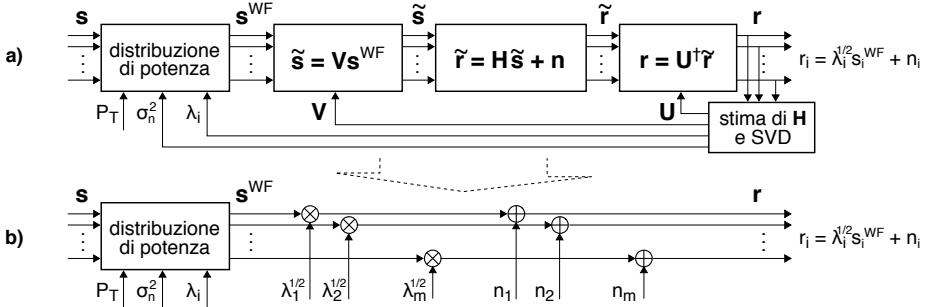 s s^WF s̃ r̃ r
a) distribuzione di potenza s̃ = Vs^WF r̃ = H s̃ + n r = U^† r̃ r_i = λ_i^1/2 s_i^WF + n_i
P_T σ_n^2 λ_i V U stima di H e SVD
s s^WF r
b) distribuzione di potenza r_i = λ_i^1/2 s_i^WF + n_i
P_T σ_n^2 λ_i λ_1^1/2 λ_2^1/2 λ_m^1/2 n_1 n_2 n_m